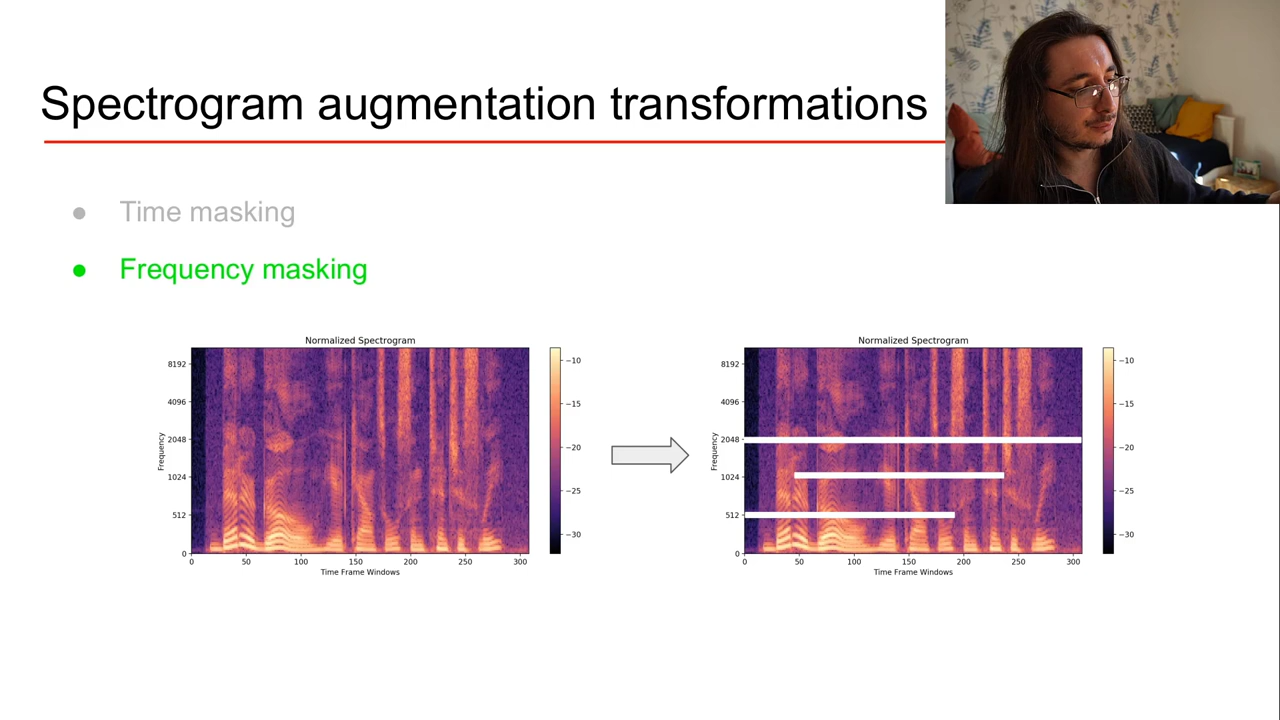 Spectrogram augmentation transformations
● Time masking
● Frequency masking
Normalized Spectrogram
8192
4096
2048
1024
512
0
Frequency
0 50 100 150 200 250 300
Time Frame Windows
−10
−15
−20
−25
−30
Normalized Spectrogram
8192
4096
2048
1024
512
0
Frequency
0 50 100 150 200 250 300
Time Frame Windows
−10
−15
−20
−25
−30